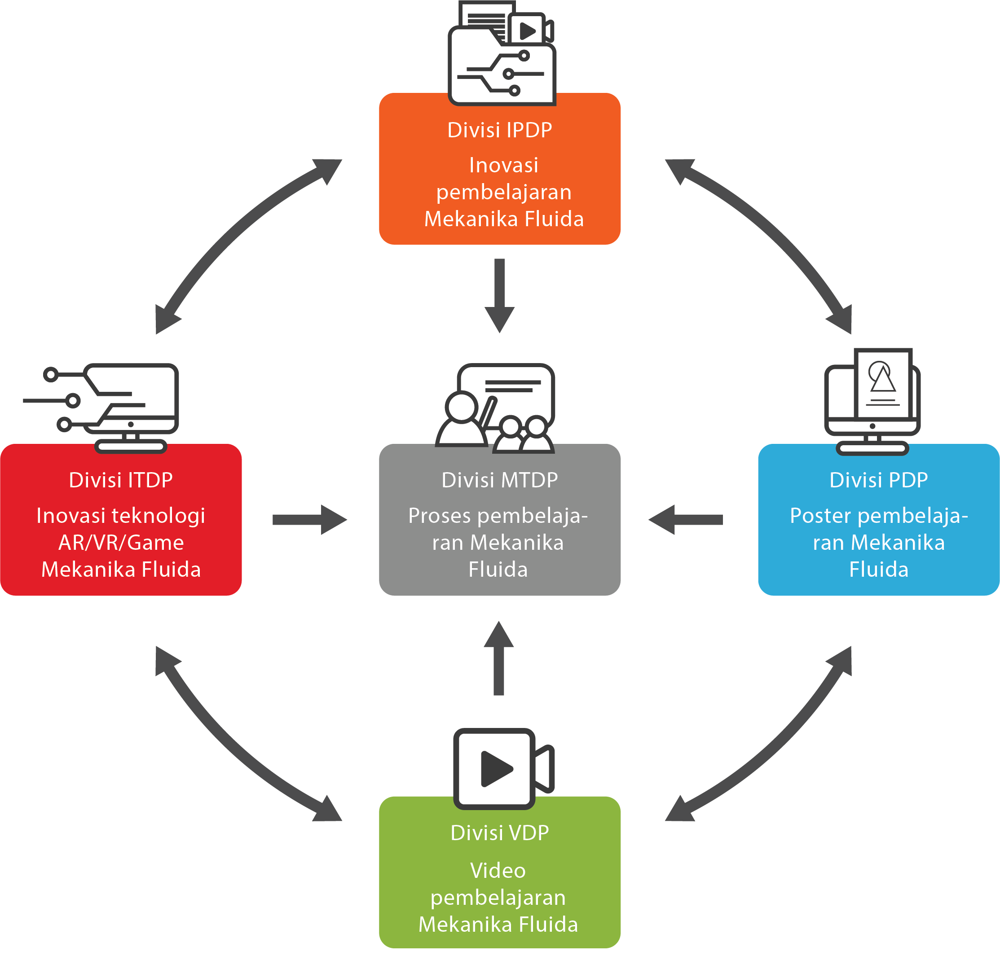 Divisi IPDP
Inovasi
pembelajaran
Mekanika Fluida
Divisi ITDP
Inovasi teknologi
AR/VR/Game
Mekanika Fluida
Divisi MTDP
Proses pembelaja-
ran Mekanika
Fluida
Divisi PDP
Poster pembelaja-
ran Mekanika
Fluida
Divisi VDP
Video
pembelajaran
Mekanika Fluida